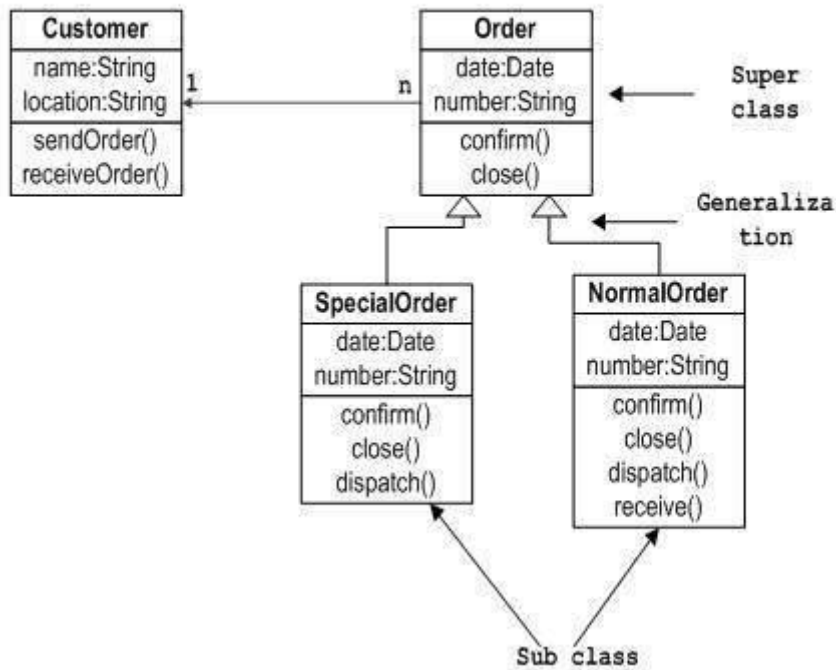 Customer
name:String
location:String
sendOrder()
receiveOrder()
1
n
Order
date:Date
number:String
confirm()
close()
Super
class
Generaliza
tion
SpecialOrder
date:Date
number:String
confirm()
close()
dispatch()
NormalOrder
date:Date
number:String
confirm()
close()
dispatch()
receive()
Sub class